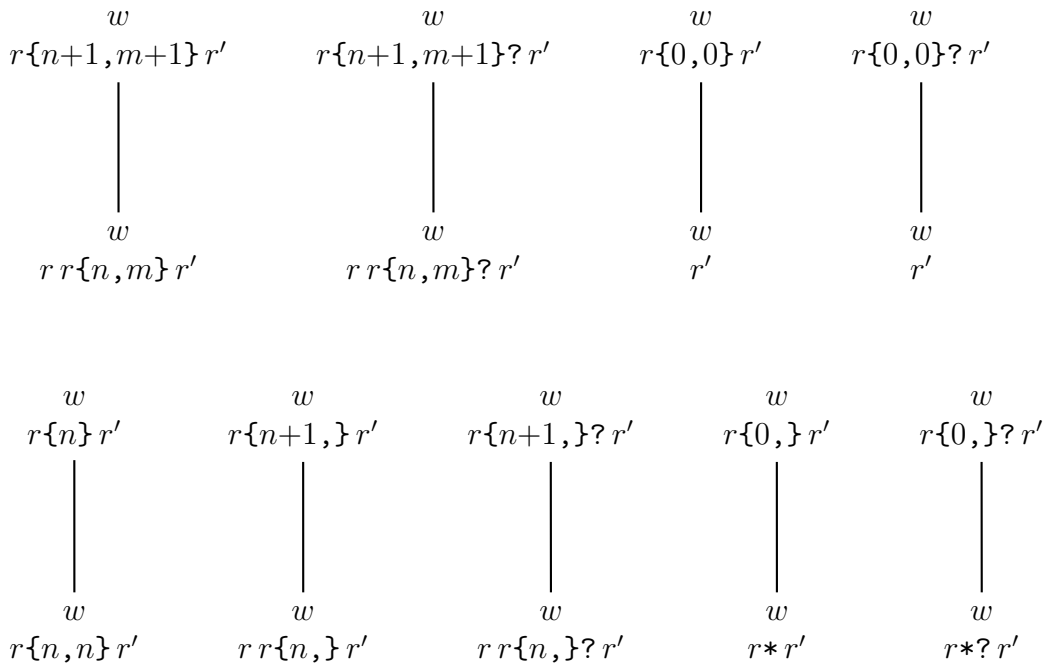 w w w w
r{n+1,m+1} r′ r{n+1,m+1}? r′ r{0,0} r′ r{0,0}? r′
w w w w
r r{n,m} r′ r r{n,m}? r′ r′ r′
w w w w w
r{n} r′ r{n+1,} r′ r{n+1,}? r′ r{0,} r′ r{0,}? r′
w w w w w
r{n,n} r′ r r{n,} r′ r r{n,}? r′ r* r′ r*? r′